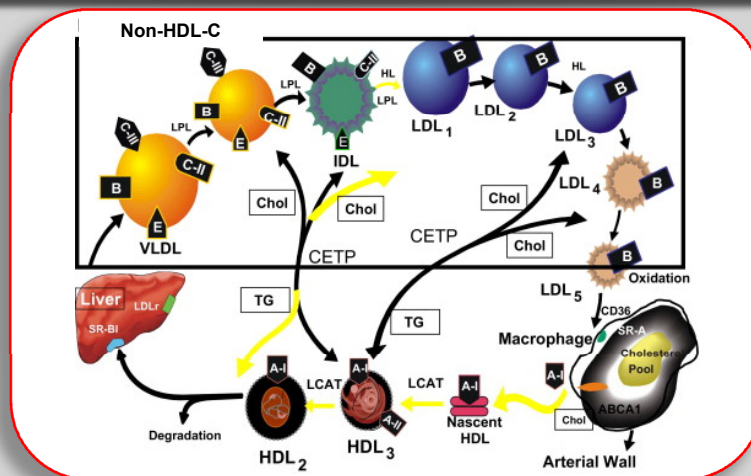 Non-HDL-C
C-III
B
LPL
C-II
E
VLDL
C-III
B
C-II
E
LPL
B
C-II
E
IDL
HL
LPL
B
LDL1
B
LDL2
HL
B
LDL3
LDL4
B
B
LDL5
Oxidation
Chol
Chol
CETP
TG
Chol
Chol
CETP
TG
Liver
LDLr
SR-BI
Degradation
A-I
HDL2
LCAT
A-I
A-II
HDL3
LCAT
A-I
Nascent
HDL
A-I
Chol
Macrophage
CD36
SR-A
Cholesterol
Pool
ABCA1
Arterial Wall